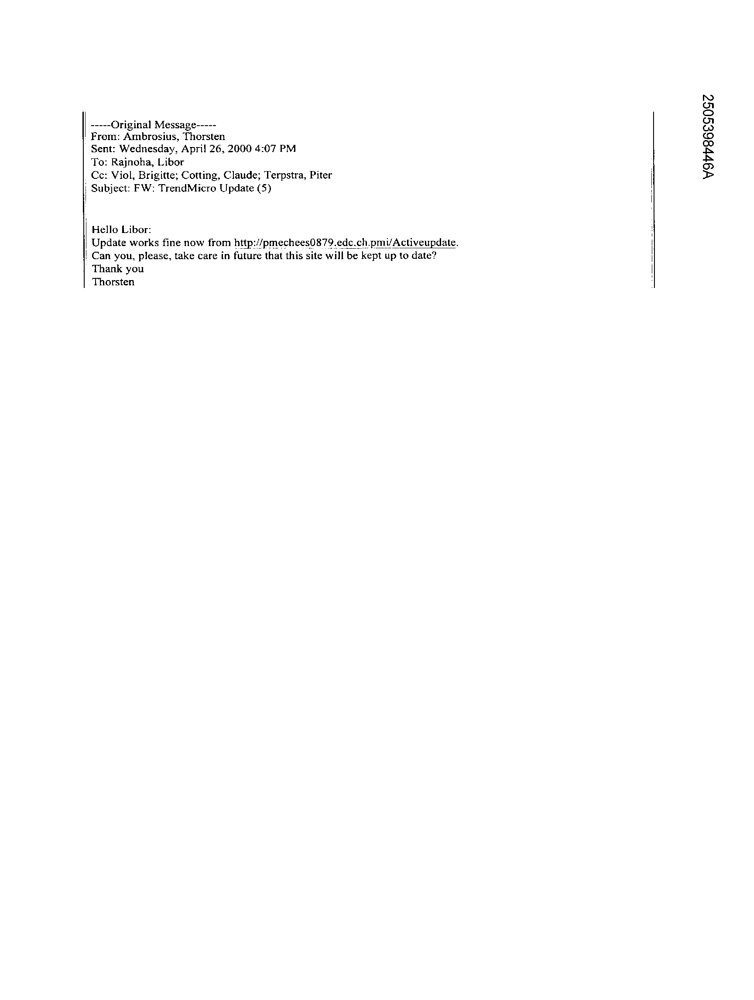 -----Original Message-----
From: Ambrosius, Thorsten
Sent: Wednesday, April 26, 2000 4:07 PM
To: Rajnoha, Libor
Cc: Viol, Brigitte; Cotting, Claude; Terpstra, Piter
Subject: FW: TrendMicro Update (5)
Hello Libor:
Update works fine now from http://pmechees0879.edc.ch.pmi/Activeupdate.
Can you, please, take care in future that this site will be kept up to date?
Thank you
Thorsten
2505398446A